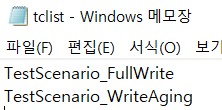 tclist - Windows 메모장
파일(F) 편집(E) 서식(O) 보기
TestScenario_FullWrite
TestScenario_WriteAging